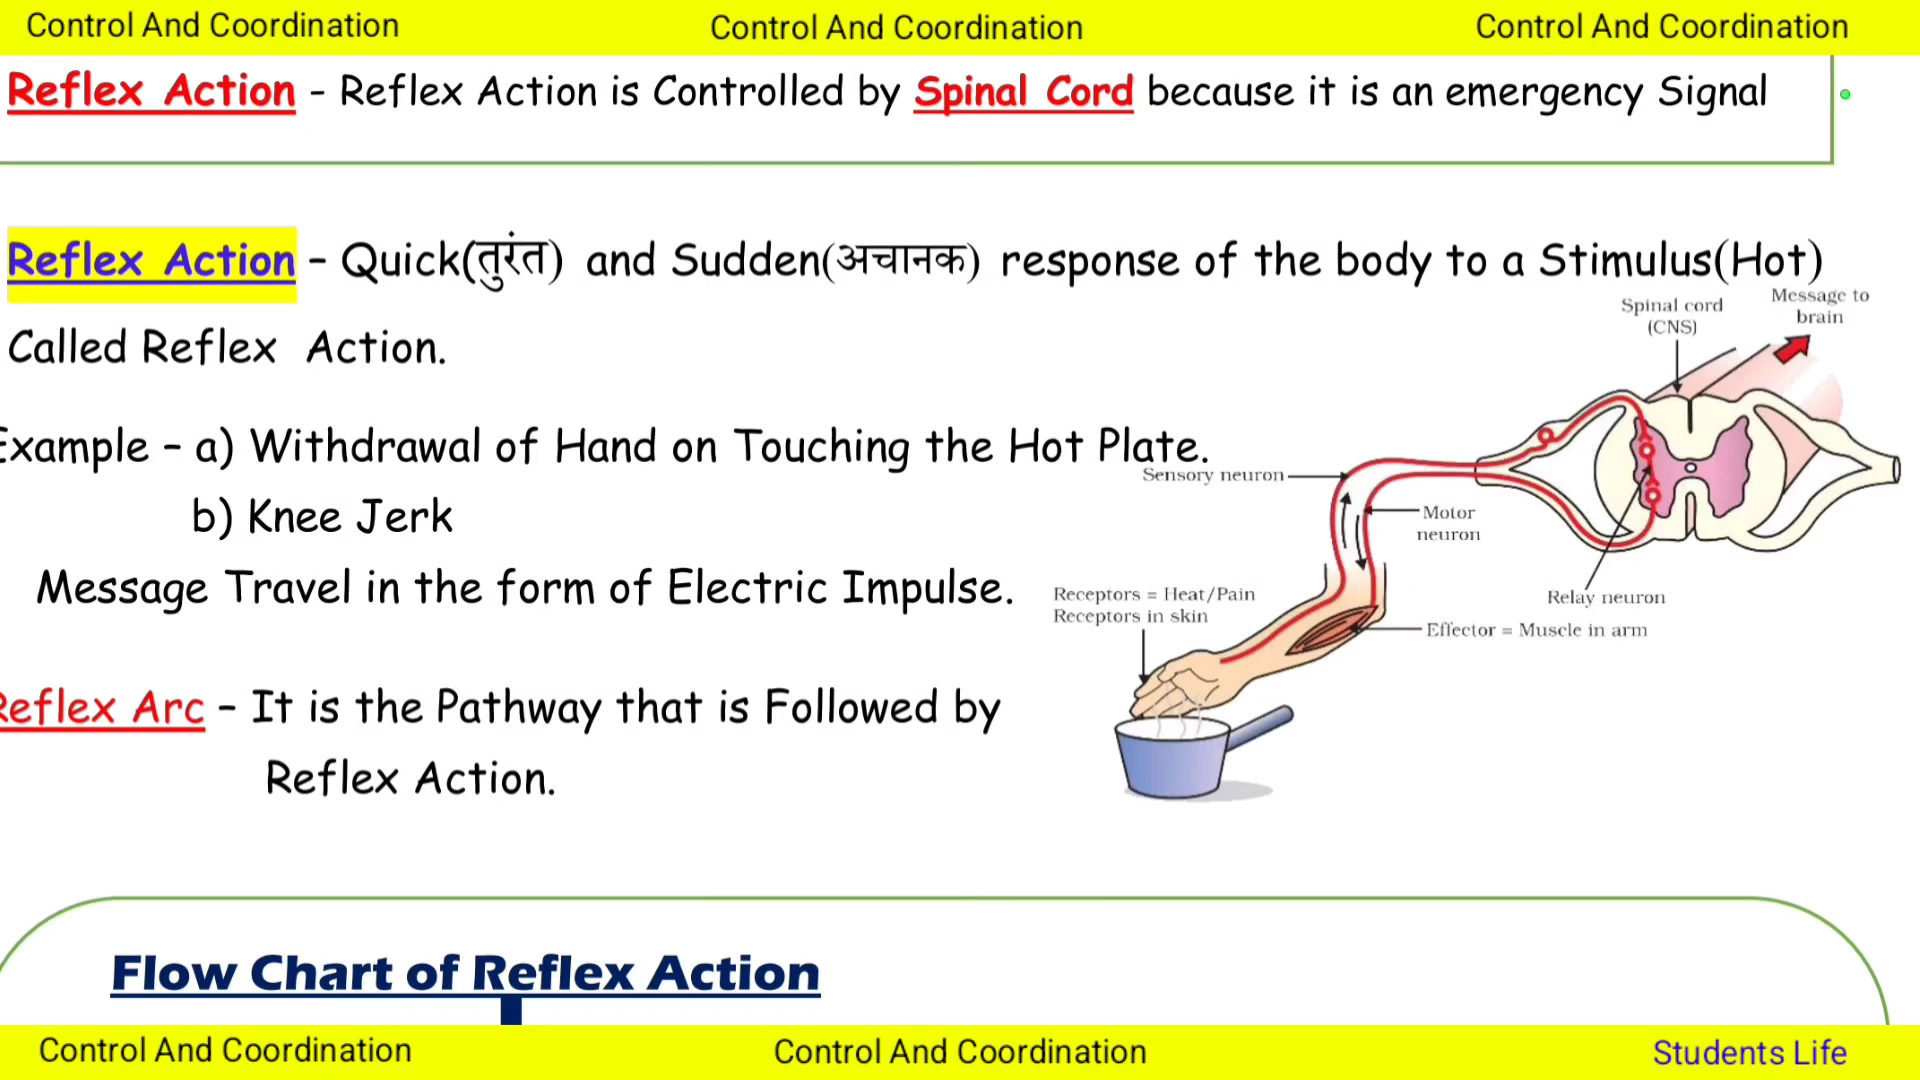 Control And Coordination Control And Coordination Control And Coordination
Reflex Action - Reflex Action is Controlled by Spinal Cord because it is an emergency Signal
Reflex Action – Quick(तुरंत) and Sudden(अचानक) response of the body to a Stimulus(Hot)
Called Reflex Action.
Example – a) Withdrawal of Hand on Touching the Hot Plate.
b) Knee Jerk
Message Travel in the form of Electric Impulse.
Reflex Arc – It is the Pathway that is Followed by
Reflex Action.
Spinal cord
(CNS)
Message to
brain
Sensory neuron
Motor
neuron
Receptors = Heat/Pain
Receptors in skin
Relay neuron
Effector = Muscle in arm
Flow Chart of Reflex Action
Control And Coordination Control And Coordination Students Life